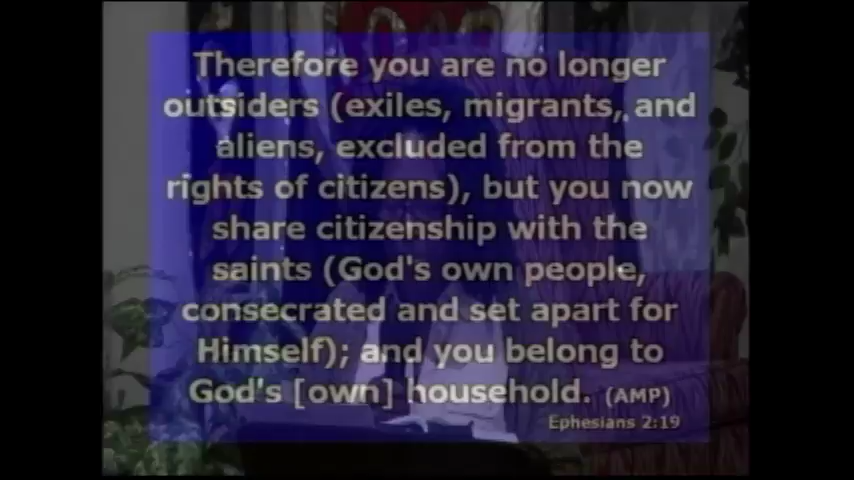 Therefore you are no longer
outsiders (exiles, migrants, and
aliens, excluded from the
rights of citizens), but you now
share citizenship with the
saints (God's own people,
consecrated and set apart for
Himself); and you belong to
God's [own] household. (AMP)
Ephesians 2:19